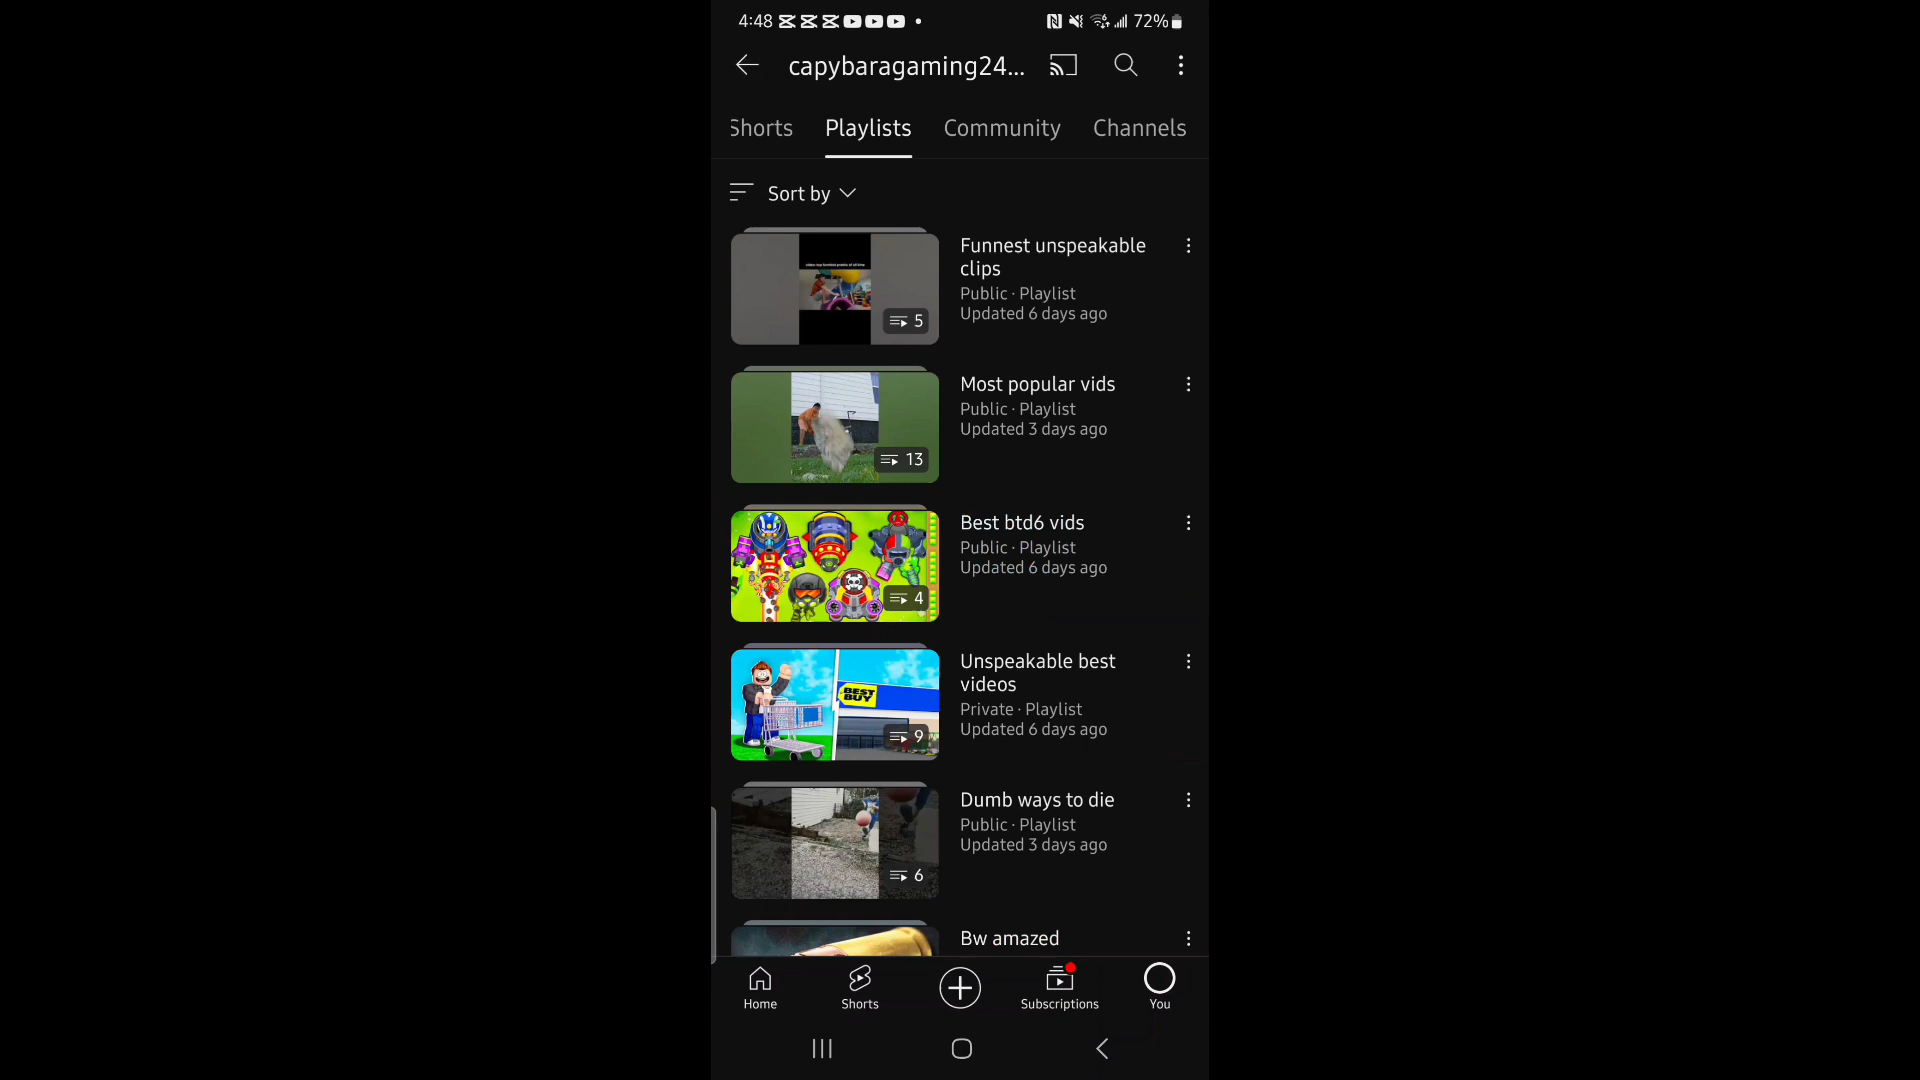 4:48
72%
capybaragaming24...
Shorts
Playlists
Community
Channels
Sort by
Funnest unspeakable
clips
Public · Playlist
Updated 6 days ago
5
Most popular vids
Public · Playlist
Updated 3 days ago
13
Best btd6 vids
Public · Playlist
Updated 6 days ago
4
Unspeakable best
videos
Private · Playlist
Updated 6 days ago
BEST
BUY
9
Dumb ways to die
Public · Playlist
Updated 3 days ago
6
Bw amazed
Home
Shorts
Subscriptions
You